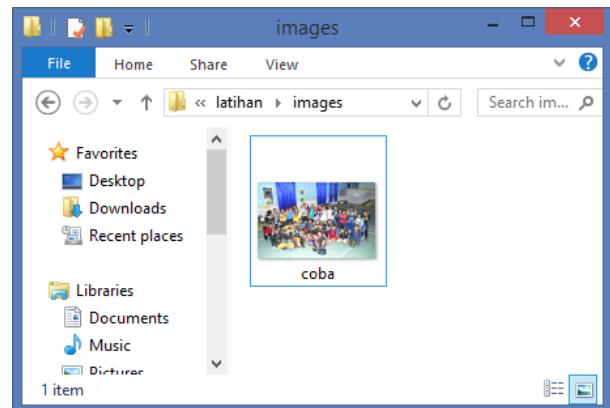 images
File Home Share View
« latihan images Search im...
Favorites
Desktop
Downloads
Recent places
Libraries
Documents
Music
Pictures
coba
1 item